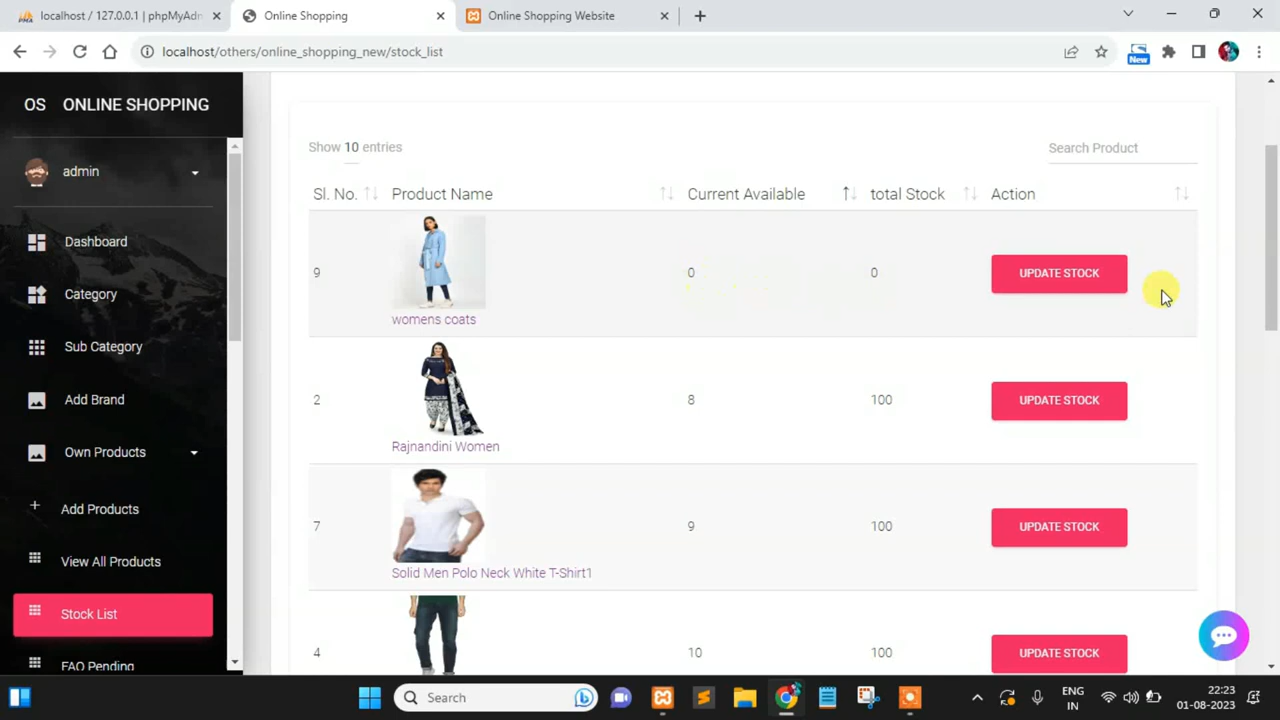 localhost / 127.0.0.1 | phpMyAdm
Online Shopping
Online Shopping Website
localhost/others/online_shopping_new/stock_list
New
OS ONLINE SHOPPING
admin
Dashboard
Category
Sub Category
Add Brand
Own Products
Add Products
View All Products
Stock List
FAQ Pending
Show 10 entries
Search Product
Sl. No. Product Name Current Available total Stock Action
9 0 0 UPDATE STOCK
womens coats
2 8 100 UPDATE STOCK
Rajnandini Women
7 9 100 UPDATE STOCK
Solid Men Polo Neck White T-Shirt1
4 10 100 UPDATE STOCK
Search
ENG
IN
22:23
01-08-2023